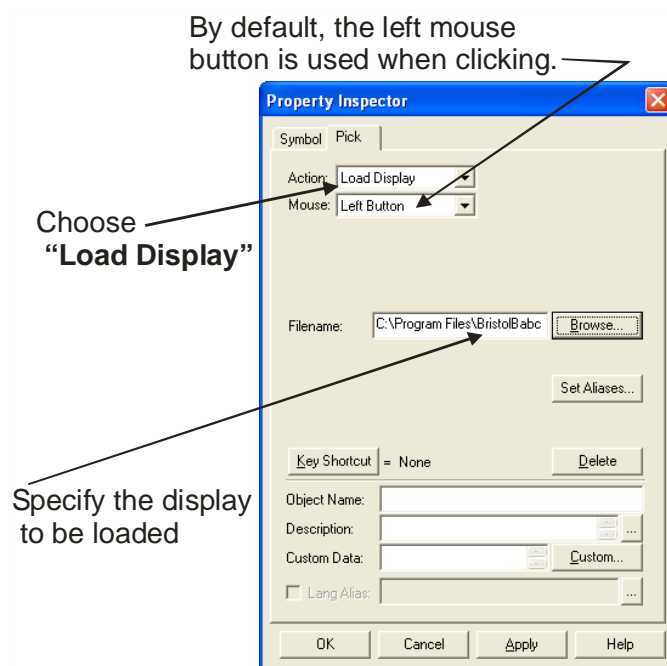 By default, the left mouse
button is used when clicking.
Property Inspector
Symbol Pick
Action: Load Display
Mouse: Left Button
Choose
“Load Display”
Filename: C:\Program Files\BristolBabc Browse...
Set Aliases...
Key Shortcut = None Delete
Specify the display
to be loaded
Object Name:
Description: ...
Custom Data: Custom...
Lang Alias: ...
OK Cancel Apply Help